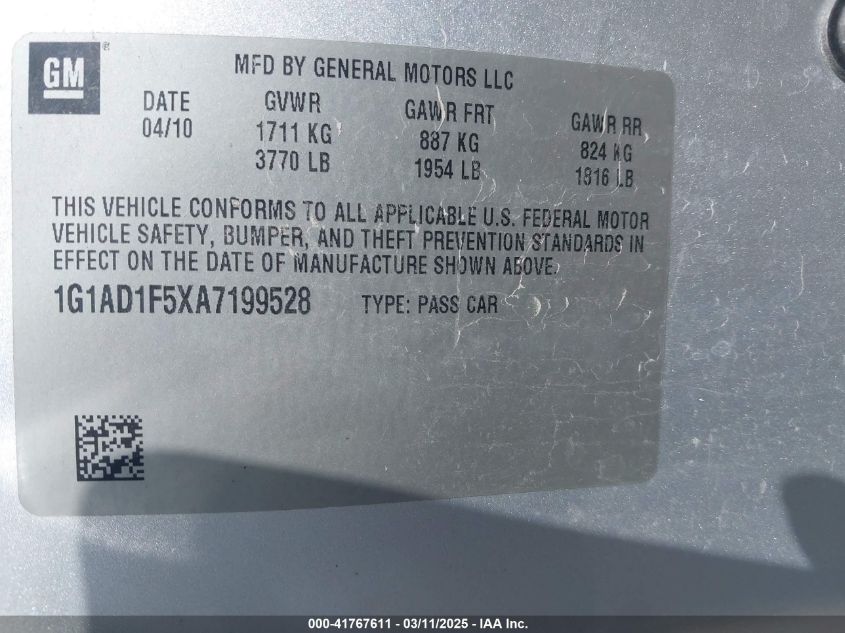 GM®
MFD BY GENERAL MOTORS LLC
DATE GVWR GAWR FRT GAWR RR
04/10 1711 KG 887 KG 824 KG
3770 LB 1954 LB 1816 LB
THIS VEHICLE CONFORMS TO ALL APPLICABLE U.S. FEDERAL MOTOR
VEHICLE SAFETY, BUMPER, AND THEFT PREVENTION STANDARDS IN
EFFECT ON THE DATE OF MANUFACTURE SHOWN ABOVE.
1G1AD1F5XA7199528 TYPE: PASS CAR
000-41767611 - 03/11/2025 - IAA Inc.